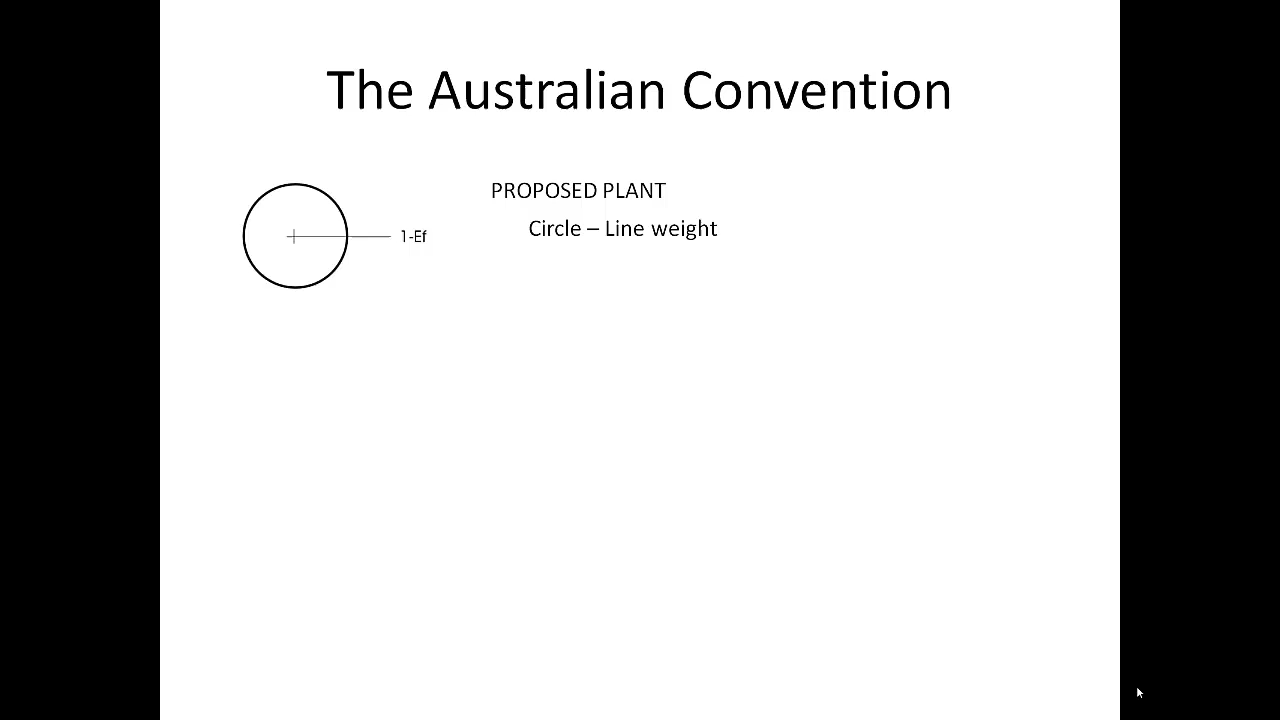 The Australian Convention
PROPOSED PLANT
Circle – Line weight
1-Ef